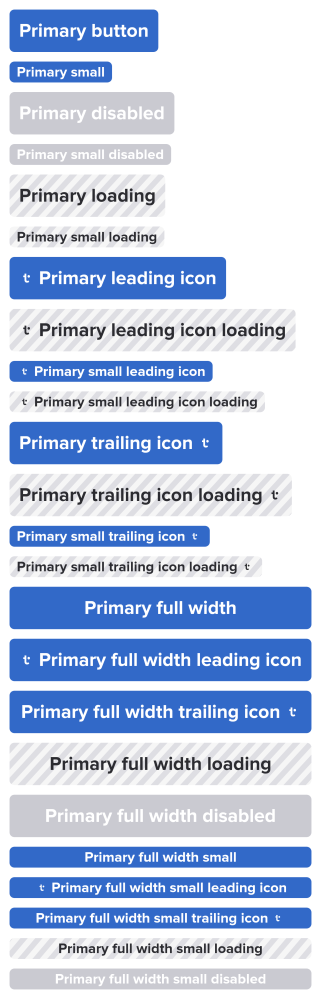 Primary button
Primary small
Primary disabled
Primary small disabled
Primary loading
Primary small loading
Primary leading icon
Primary leading icon loading
Primary small leading icon
Primary small leading icon loading
Primary trailing icon
Primary trailing icon loading
Primary small trailing icon
Primary small trailing icon loading
Primary full width
Primary full width leading icon
Primary full width trailing icon
Primary full width loading
Primary full width disabled
Primary full width small
Primary full width small leading icon
Primary full width small trailing icon
Primary full width small loading
Primary full width small disabled